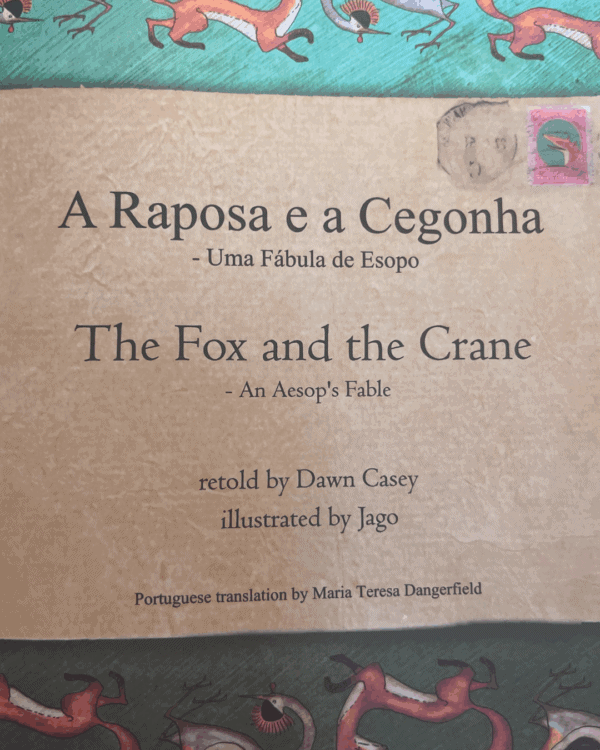 A Raposa e a Cegonha
- Uma Fábula de Esopo
The Fox and the Crane
- An Aesop's Fable
retold by Dawn Casey
illustrated by Jago
Portuguese translation by Maria Teresa Dangerfield